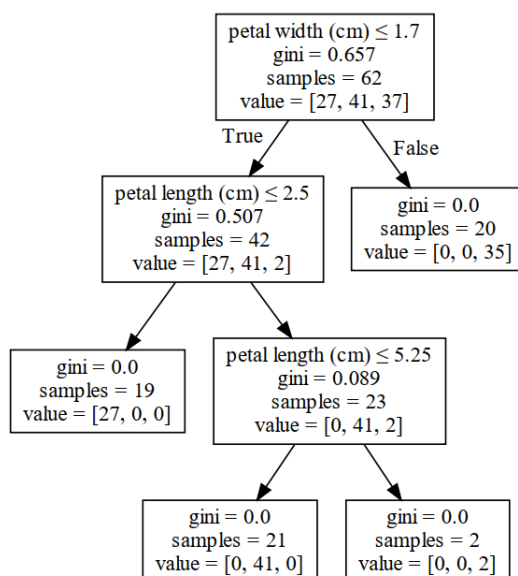 petal width (cm) ≤ 1.7
gini = 0.657
samples = 62
value = [27, 41, 37]
True
False
petal length (cm) ≤ 2.5
gini = 0.507
samples = 42
value = [27, 41, 2]
gini = 0.0
samples = 20
value = [0, 0, 35]
gini = 0.0
samples = 19
value = [27, 0, 0]
petal length (cm) ≤ 5.25
gini = 0.089
samples = 23
value = [0, 41, 2]
gini = 0.0
samples = 21
value = [0, 41, 0]
gini = 0.0
samples = 2
value = [0, 0, 2]